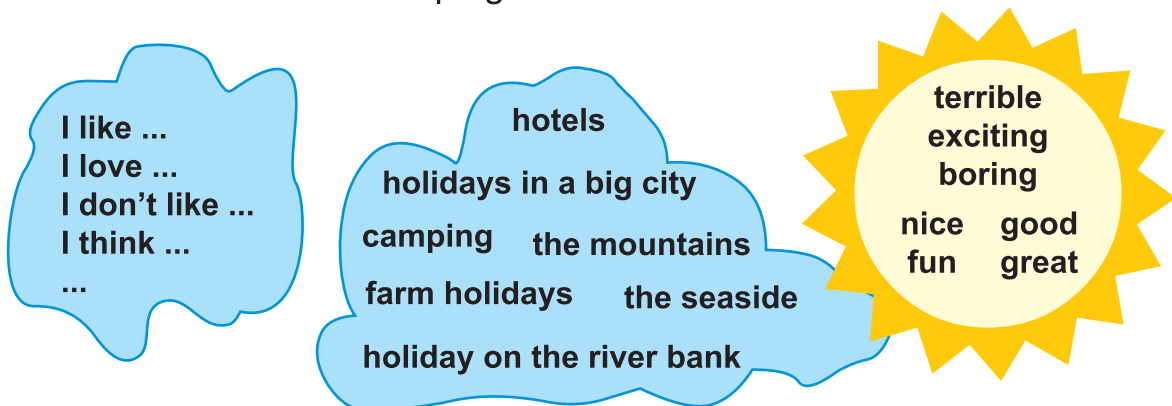 I like ...
I love ...
I don't like ...
I think ...
...
hotels
holidays in a big city
camping the mountains
farm holidays the seaside
holiday on the river bank
terrible
exciting
boring
nice good
fun great